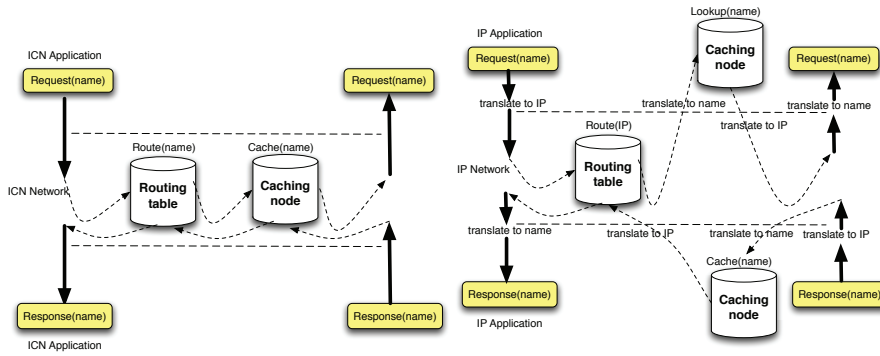 ICN Application
Request(name)
Request(name)
Route(name)
Cache(name)
Routing
table
Caching
node
ICN Network
Response(name)
Response(name)
ICN Application
Lookup(name)
IP Application
Caching
node
Request(name)
Request(name)
translate to IP
translate to name
translate to name
Route(IP)
translate to IP
Routing
table
IP Network
translate to name
translate to IP
translate to name
translate to IP
Cache(name)
Caching
node
Response(name)
Response(name)
IP Application